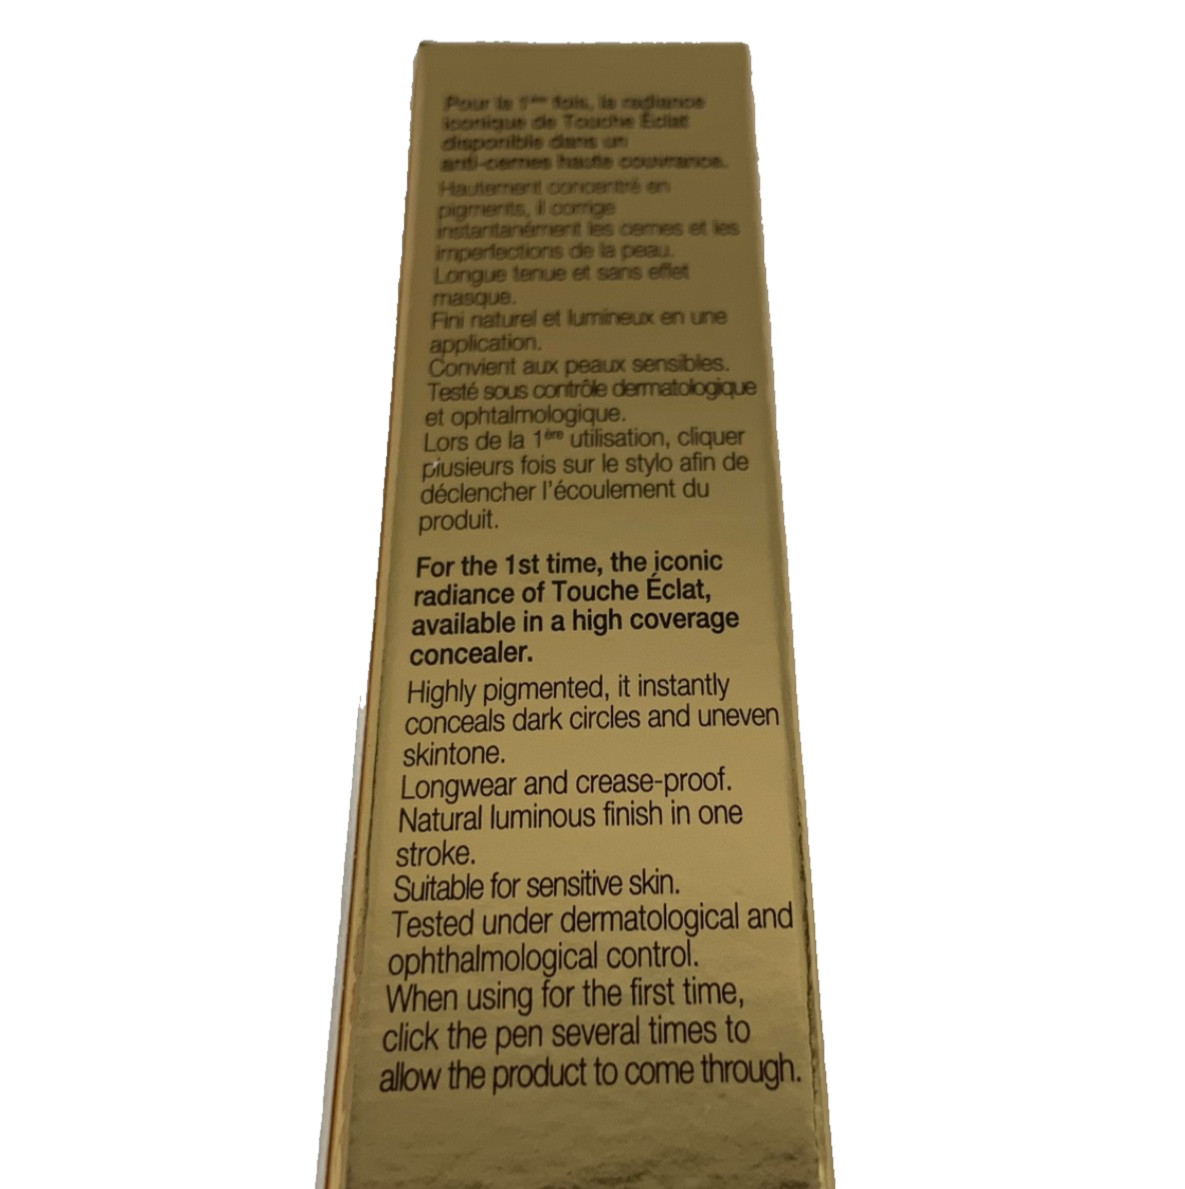 Pour la 1ère fois, la radiance
iconique de Touche Éclat
disponible dans un
anti-cernes haute couvrance.
Hautement concentré en
pigments, il corrige
instantanément les cernes et les
imperfections de la peau.
Longue tenue et sans effet
masque.
Fini naturel et lumineux en une
application.
Convient aux peaux sensibles.
Testé sous contrôle dermatologique
et ophtalmologique.
Lors de la 1ère utilisation, cliquer
plusieurs fois sur le stylo afin de
déclencher l'écoulement du
produit.
For the 1st time, the iconic
radiance of Touche Éclat,
available in a high coverage
concealer.
Highly pigmented, it instantly
conceals dark circles and uneven
skintone.
Longwear and crease-proof.
Natural luminous finish in one
stroke.
Suitable for sensitive skin.
Tested under dermatological and
ophthalmological control.
When using for the first time,
click the pen several times to
allow the product to come through.